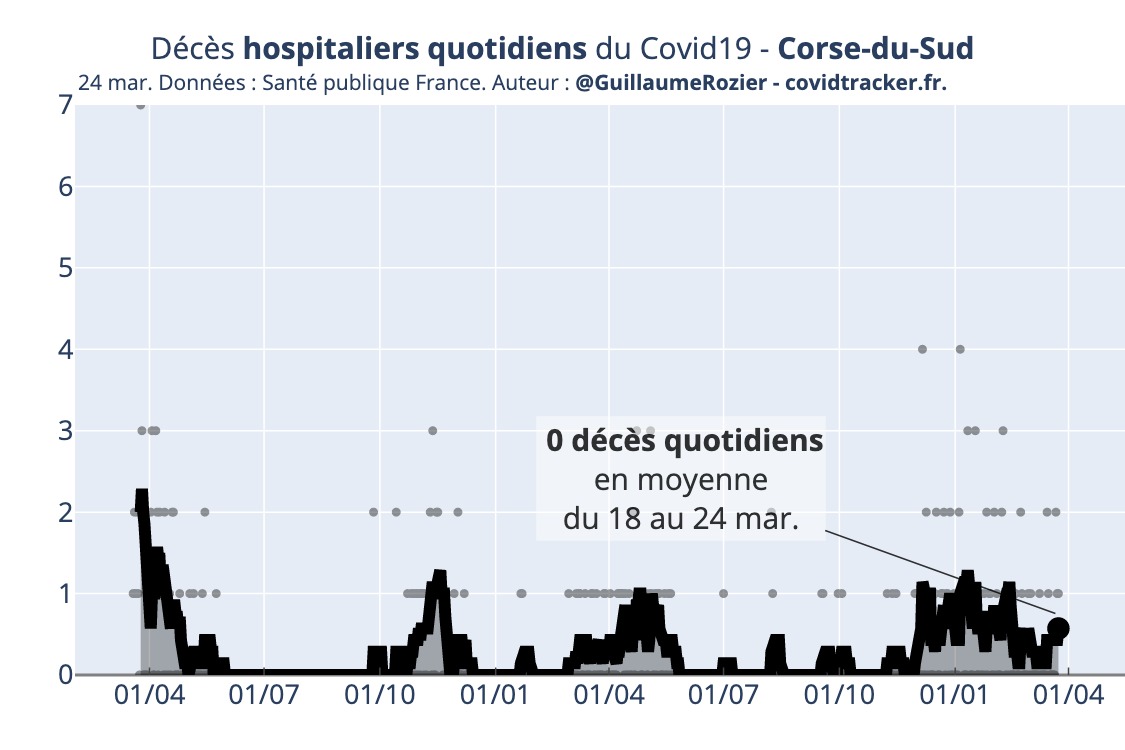 Décès hospitaliers quotidiens du Covid19 - Corse-du-Sud
24 mar. Données : Santé publique France. Auteur : @GuillaumeRozier - covidtracker.fr.
7
6
5
4
3
0 décès quotidiens
en moyenne
2
du 18 au 24 mar.
1
0
01/04 01/07 01/10 01/01 01/04 01/07 01/10 01/01 01/04